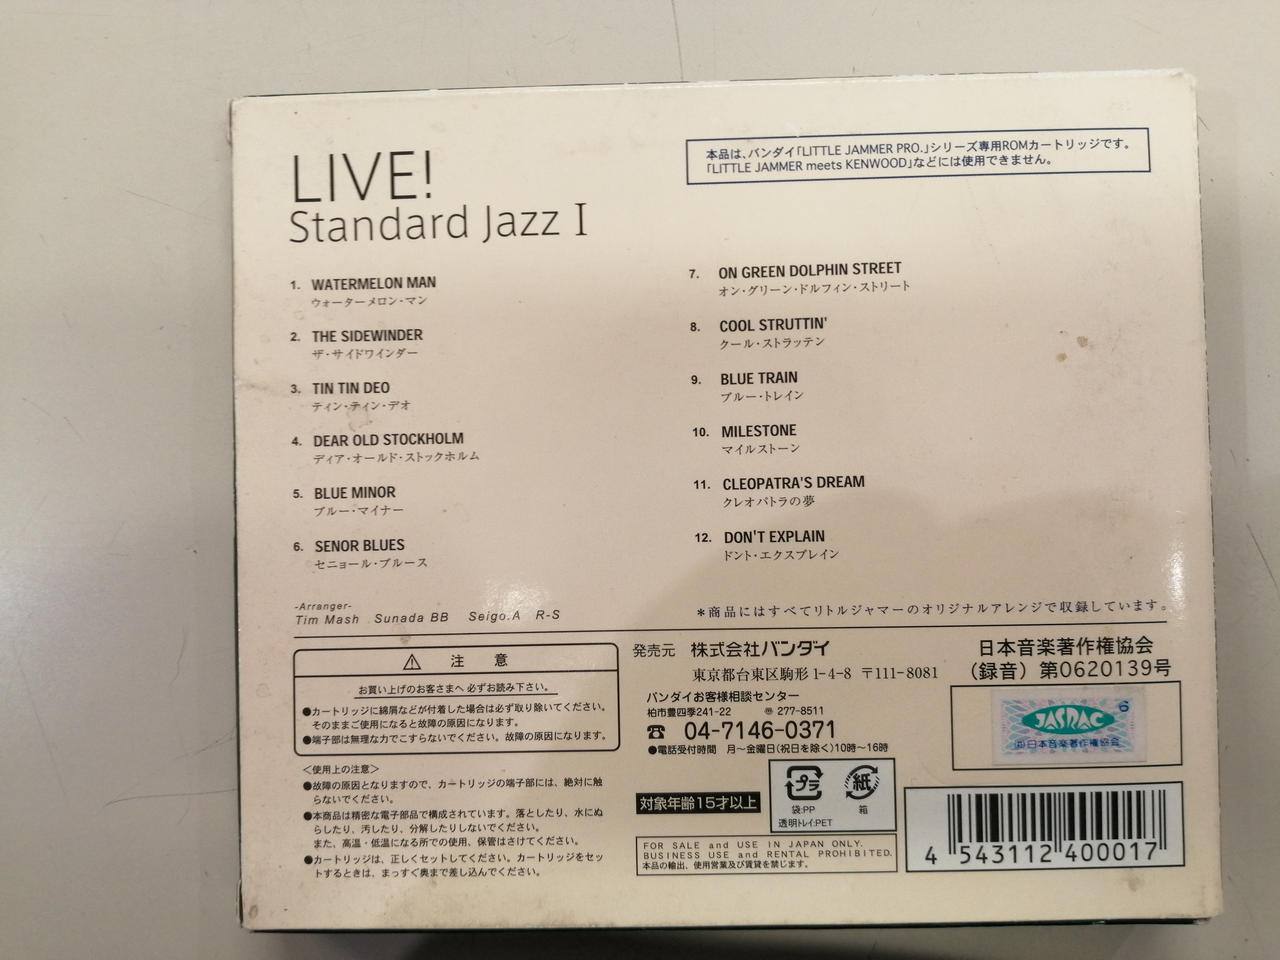 LIVE!
Standard Jazz I
本品は、バンダイ「LITTLE JAMMER PRO.」シリーズ専用ROMカートリッジです。
「LITTLE JAMMER meets KENWOOD」などには使用できません。
1. WATERMELON MAN
ウォーターメロン・マン
2. THE SIDEWINDER
ザ・サイドワインダー
3. TIN TIN DEO
ティン・ティン・デオ
4. DEAR OLD STOCKHOLM
ディア・オールド・ストックホルム
5. BLUE MINOR
ブルー・マイナー
6. SENOR BLUES
セニョール・ブルース
7. ON GREEN DOLPHIN STREET
オン・グリーン・ドルフィン・ストリート
8. COOL STRUTTIN'
クール・ストラッテン
9. BLUE TRAIN
ブルー・トレイン
10. MILESTONE
マイルストーン
11. CLEOPATRA'S DREAM
クレオパトラの夢
12. DON'T EXPLAIN
ドント・エクスプレイン
-Arranger-
Tim Mash Sunada BB Seigo.A R-S
＊商品にはすべてリトルジャマーのオリジナルアレンジで収録しています。
⚠ 注意
お買い上げのお客さまへ 必ずお読み下さい。
●カートリッジに綿屑などが付着した場合は必ず取り除いてください。
そのままご使用になると故障の原因になります。
●端子部は無理な力でこすらないでください。故障の原因になります。
〈使用上の注意〉
●故障の原因となりますので、カートリッジの端子部には、絶対に触
らないでください。
●本商品は精密な電子部品で構成されています。落としたり、水にぬ
らしたり、汚したり、分解したりしないでください。
また、高温・低温になる所での使用、保管はさけてください。
●カートリッジは、正しくセットしてください。カートリッジをセッ
トするときは、まっすぐ奥まで差し込んでください。
発売元 株式会社バンダイ
東京都台東区駒形1-4-8 〒111-8081
バンダイお客様相談センター
柏市豊四季241-22 〠277-8511
☎ 04-7146-0371
●電話受付時間 月〜金曜日(祝日を除く)10時〜16時
対象年齢15才以上
プラ
袋:PP
透明トレイ:PET
紙
箱
FOR SALE and USE IN JAPAN ONLY.
BUSINESS USE and RENTAL PROHIBITED.
本品の輸出、使用営業及び賃貸を禁じます。
日本音楽著作権協会
（録音）第0620139号
6
JASRAC
日本音楽著作権協会
4 543112 400017